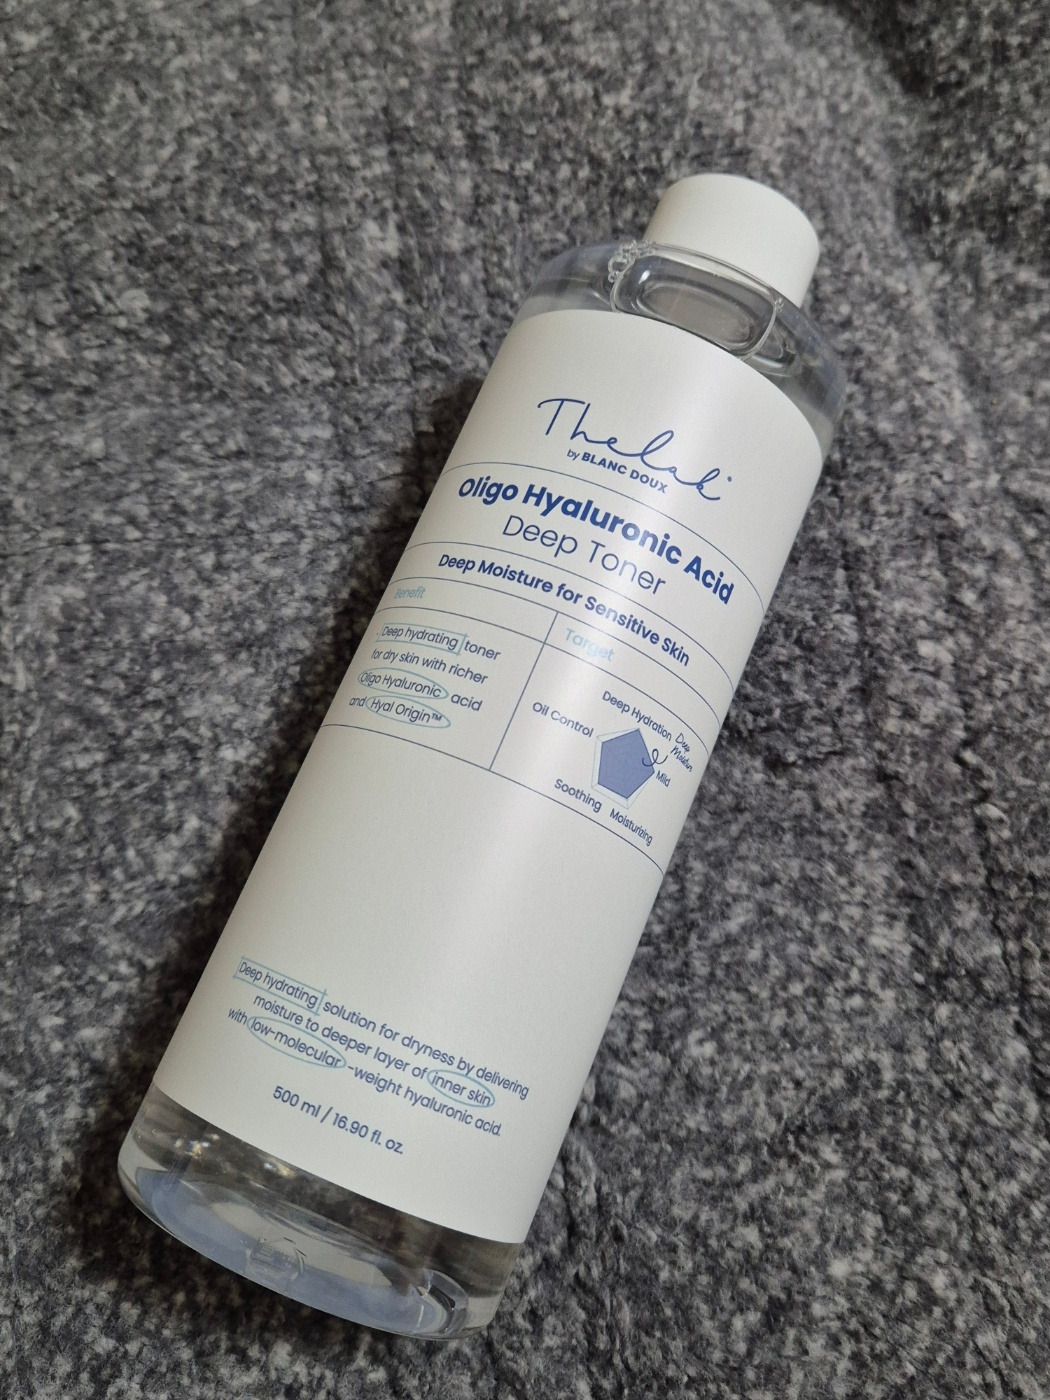 Thelak®
by BLANC DOUX
Oligo Hyaluronic Acid
Deep Toner
Deep Moisture for Sensitive Skin
Benefit
· Deep hydrating toner
for dry skin with richer
Oligo Hyaluronic acid
and Hyal Origin™
Target
Deep Hydration
Deep
Moisture
Oil Control
Mild
Soothing
Moisturizing
Deep hydrating solution for dryness by delivering
moisture to deeper layer of inner skin
with low-molecular -weight hyaluronic acid.
500 ml / 16.90 fl. oz.